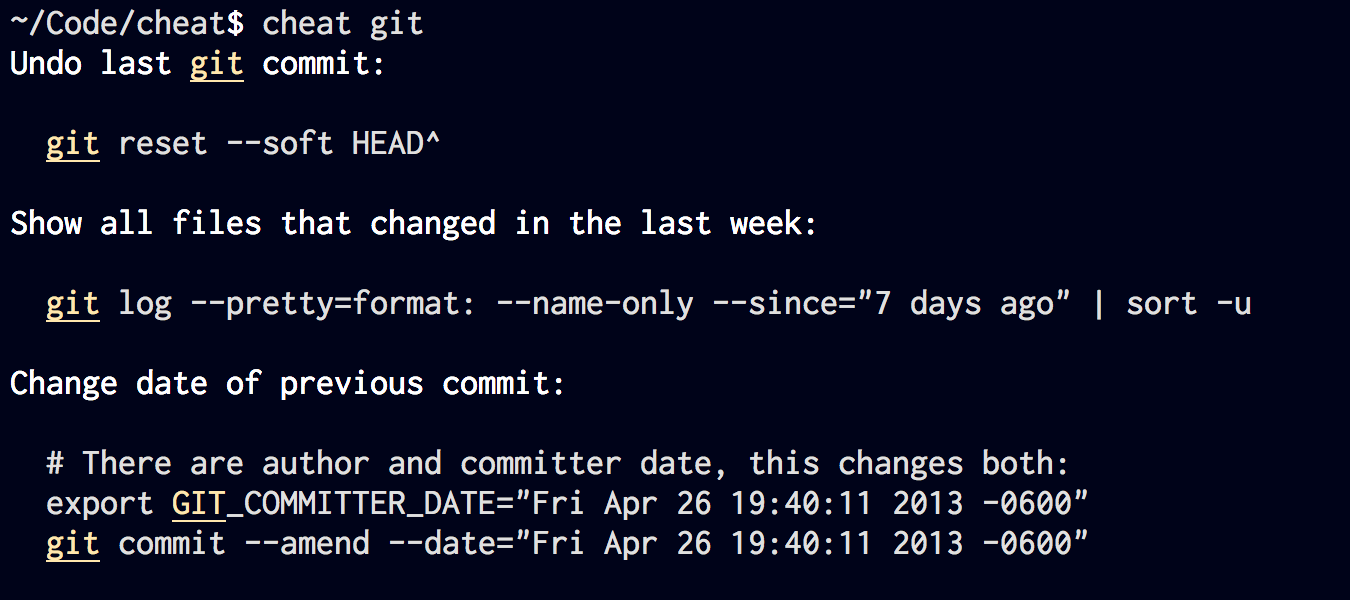 ~/Code/cheat$ cheat git
Undo last git commit:
git reset --soft HEAD^
Show all files that changed in the last week:
git log --pretty=format: --name-only --since="7 days ago" | sort -u
Change date of previous commit:
# There are author and committer date, this changes both:
export GIT_COMMITTER_DATE="Fri Apr 26 19:40:11 2013 -0600"
git commit --amend --date="Fri Apr 26 19:40:11 2013 -0600"